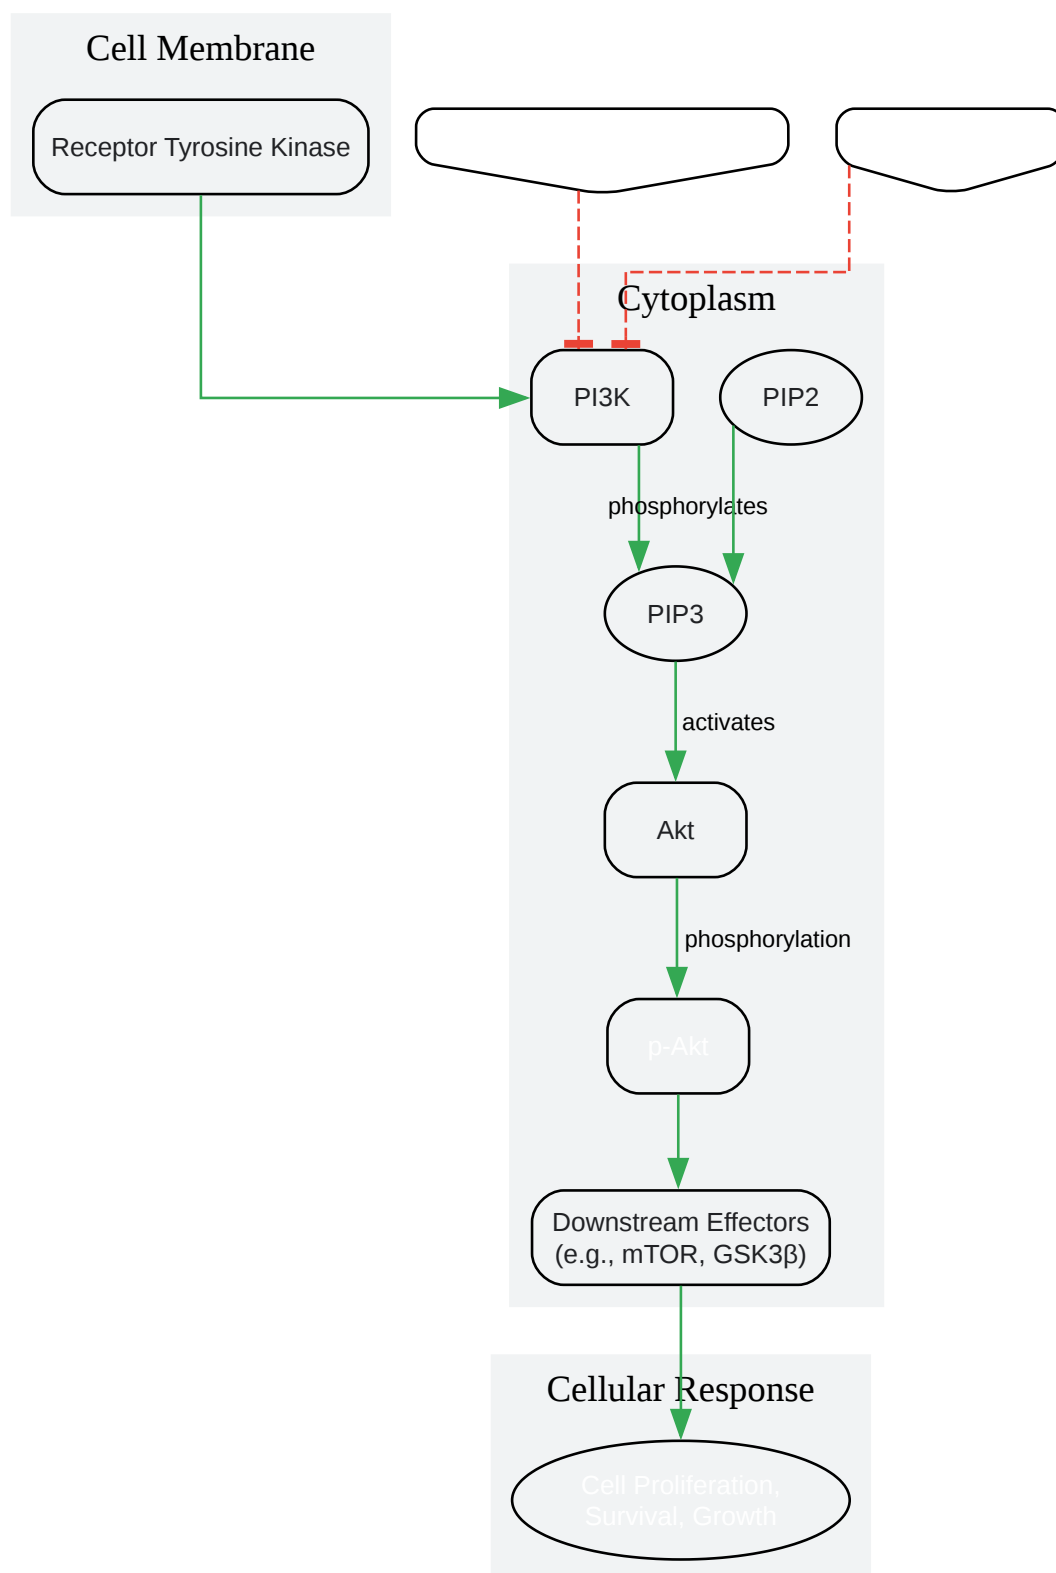 Cell Membrane
Receptor Tyrosine Kinase
Cytoplasm
PI3K
PIP2
phosphorylates
PIP3
activates
Akt
phosphorylation
p-Akt
Downstream Effectors
(e.g., mTOR, GSK3β)
Cellular Response
Cell Proliferation,
Survival, Growth